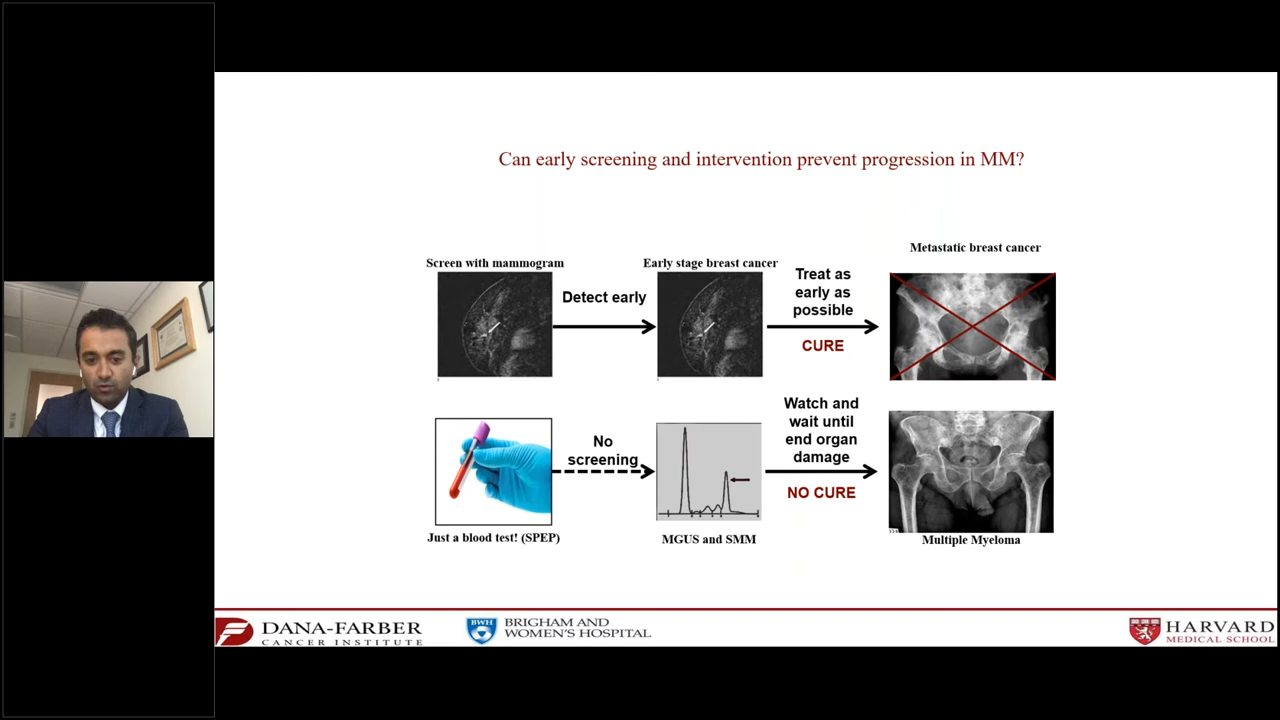 Can early screening and intervention prevent progression in MM?
Screen with mammogram
Detect early
Early stage breast cancer
Treat as
early as
possible
CURE
Metastatic breast cancer
Just a blood test! (SPEP)
No
screening
MGUS and SMM
Watch and
wait until
end organ
damage
NO CURE
Multiple Myeloma
DANA-FARBER
CANCER INSTITUTE
BWH
BRIGHAM AND
WOMEN'S HOSPITAL
HARVARD
MEDICAL SCHOOL